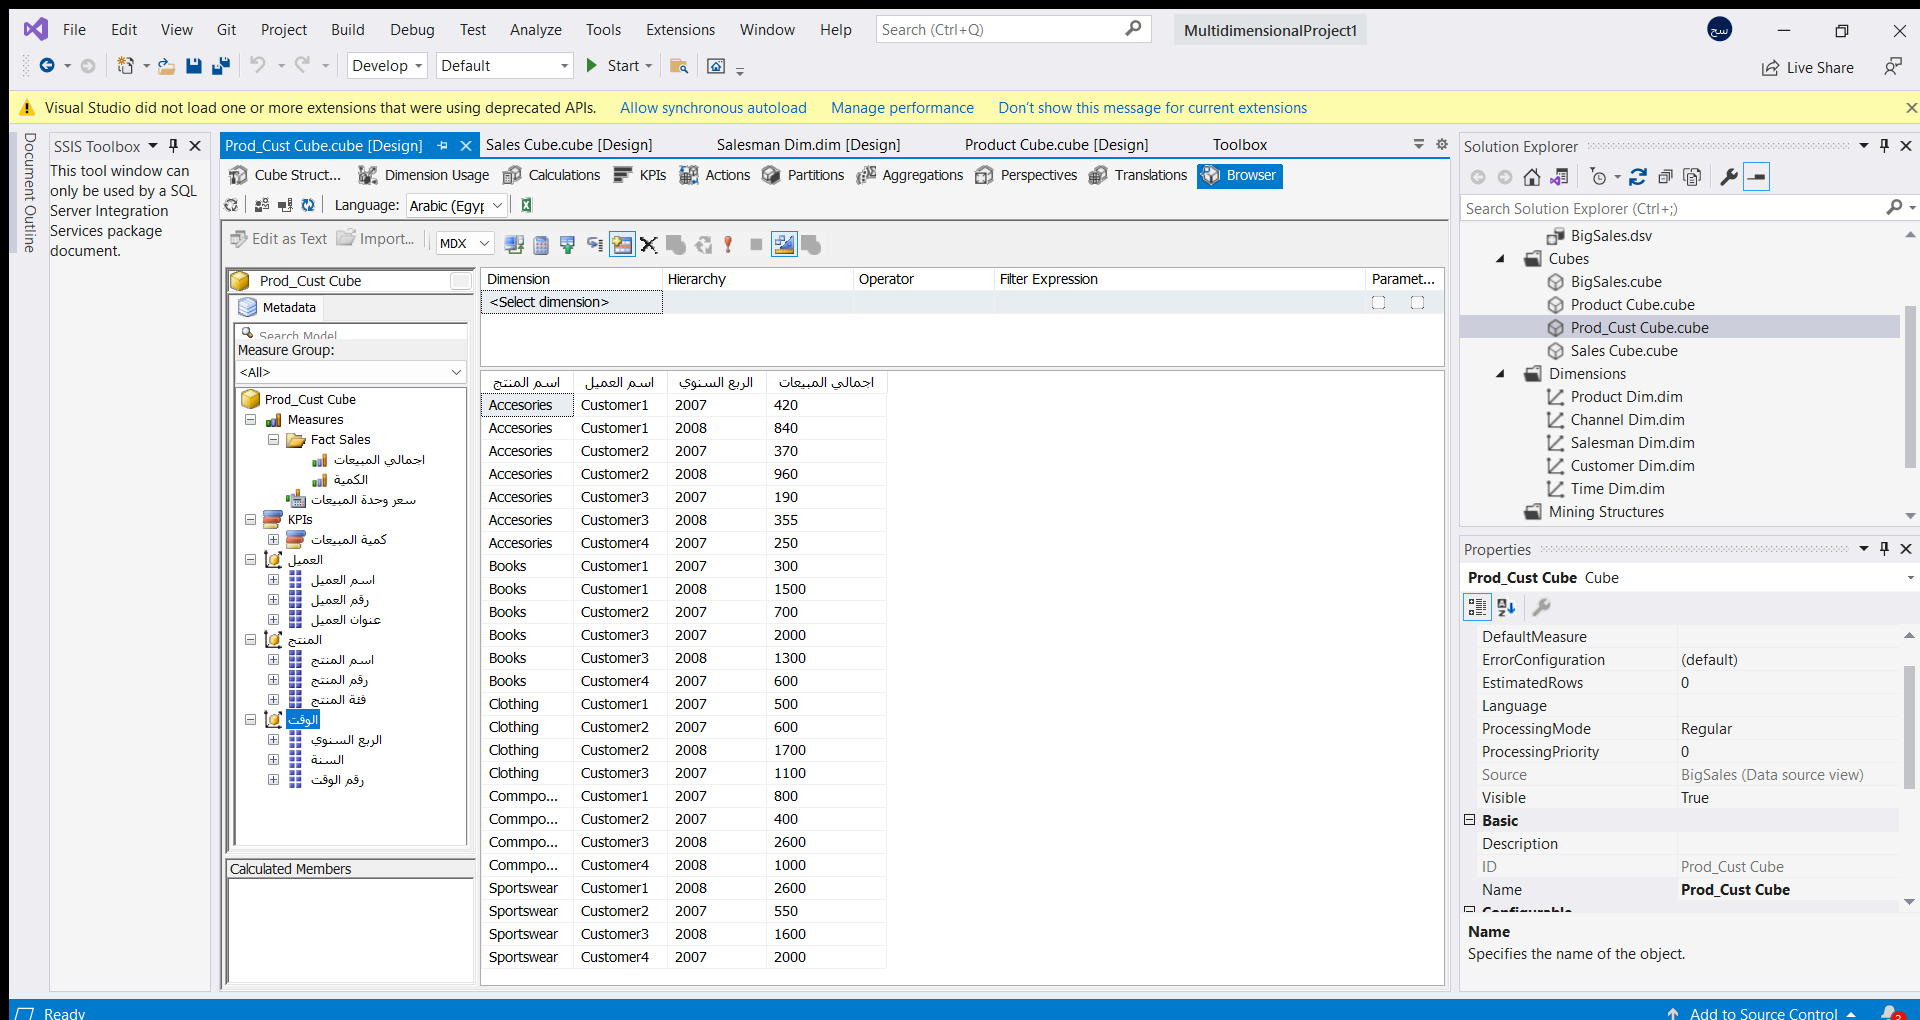 File Edit View Git Project Build Debug Test Analyze Tools Extensions Window Help Search (Ctrl+Q) MultidimensionalProject1 سح
Develop Default Start Live Share
Visual Studio did not load one or more extensions that were using deprecated APIs. Allow synchronous autoload Manage performance Don't show this message for current extensions
Document Outline
SSIS Toolbox
This tool window can
only be used by a SQL
Server Integration
Services package
document.
Prod_Cust Cube.cube [Design] Sales Cube.cube [Design] Salesman Dim.dim [Design] Product Cube.cube [Design] Toolbox
Cube Struct... Dimension Usage Calculations KPIs Actions Partitions Aggregations Perspectives Translations Browser
Language: Arabic (Egyp
Edit as Text Import... MDX
Prod_Cust Cube
Metadata
Search Model
Measure Group:
<All>
Prod_Cust Cube
Measures
Fact Sales
اجمالي المبيعات
الكمية
سعر وحدة المبيعات
KPIs
كمية المبيعات
العميل
اسم العميل
رقم العميل
عنوان العميل
المنتج
اسم المنتج
رقم المنتج
فئة المنتج
الوقت
الربع السنوي
السنة
رقم الوقت
Calculated Members
Dimension Hierarchy Operator Filter Expression Paramet...
<Select dimension>
اسم المنتج اسم العميل الربع السنوي اجمالي المبيعات
Accesories Customer1 2007 420
Accesories Customer1 2008 840
Accesories Customer2 2007 370
Accesories Customer2 2008 960
Accesories Customer3 2007 190
Accesories Customer3 2008 355
Accesories Customer4 2007 250
Books Customer1 2007 300
Books Customer1 2008 1500
Books Customer2 2007 700
Books Customer3 2007 2000
Books Customer3 2008 1300
Books Customer4 2007 600
Clothing Customer1 2007 500
Clothing Customer2 2007 600
Clothing Customer2 2008 1700
Clothing Customer3 2007 1100
Commpo... Customer1 2007 800
Commpo... Customer2 2007 400
Commpo... Customer3 2008 2600
Commpo... Customer4 2008 1000
Sportswear Customer1 2008 2600
Sportswear Customer2 2007 550
Sportswear Customer3 2008 1600
Sportswear Customer4 2007 2000
Solution Explorer
Search Solution Explorer (Ctrl+;)
BigSales.dsv
Cubes
BigSales.cube
Product Cube.cube
Prod_Cust Cube.cube
Sales Cube.cube
Dimensions
Product Dim.dim
Channel Dim.dim
Salesman Dim.dim
Customer Dim.dim
Time Dim.dim
Mining Structures
Properties
Prod_Cust Cube Cube
DefaultMeasure
ErrorConfiguration (default)
EstimatedRows 0
Language
ProcessingMode Regular
ProcessingPriority 0
Source BigSales (Data source view)
Visible True
Basic
Description
ID Prod_Cust Cube
Name Prod_Cust Cube
Configurable
Name
Specifies the name of the object.
Ready Add to Source Control 3